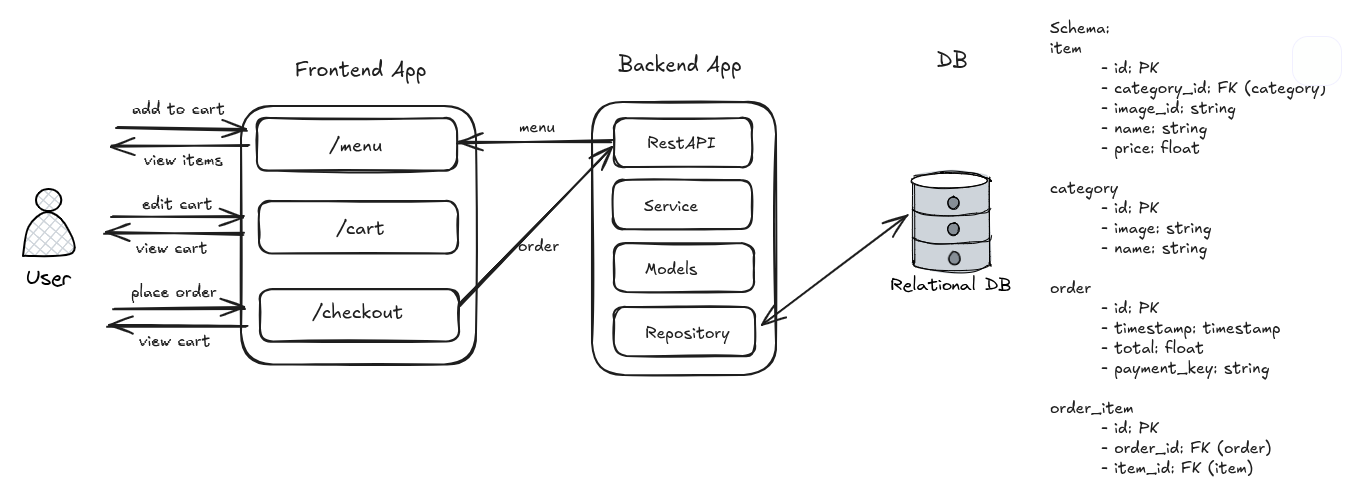 Frontend App
Backend App
DB
add to cart
view items
edit cart
view cart
place order
view cart
User
/menu
/cart
/checkout
menu
order
RestAPI
Service
Models
Repository
Relational DB
Schema:
item
- id: PK
- category_id: FK (category)
- image_id: string
- name: string
- price: float
category
- id: PK
- image: string
- name: string
order
- id: PK
- timestamp: timestamp
- total: float
- payment_key: string
order_item
- id: PK
- order_id: FK (order)
- item_id: FK (item)